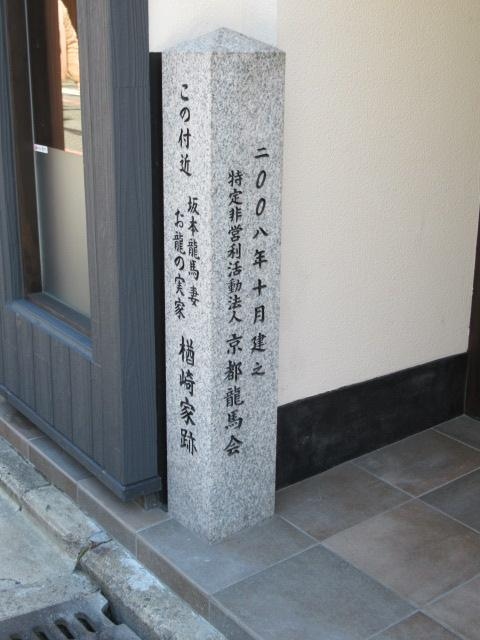 この付近
坂本龍馬妻
お龍の実家
楢崎家跡
二〇〇八年十月建之
特定非営利活動法人 京都龍馬会